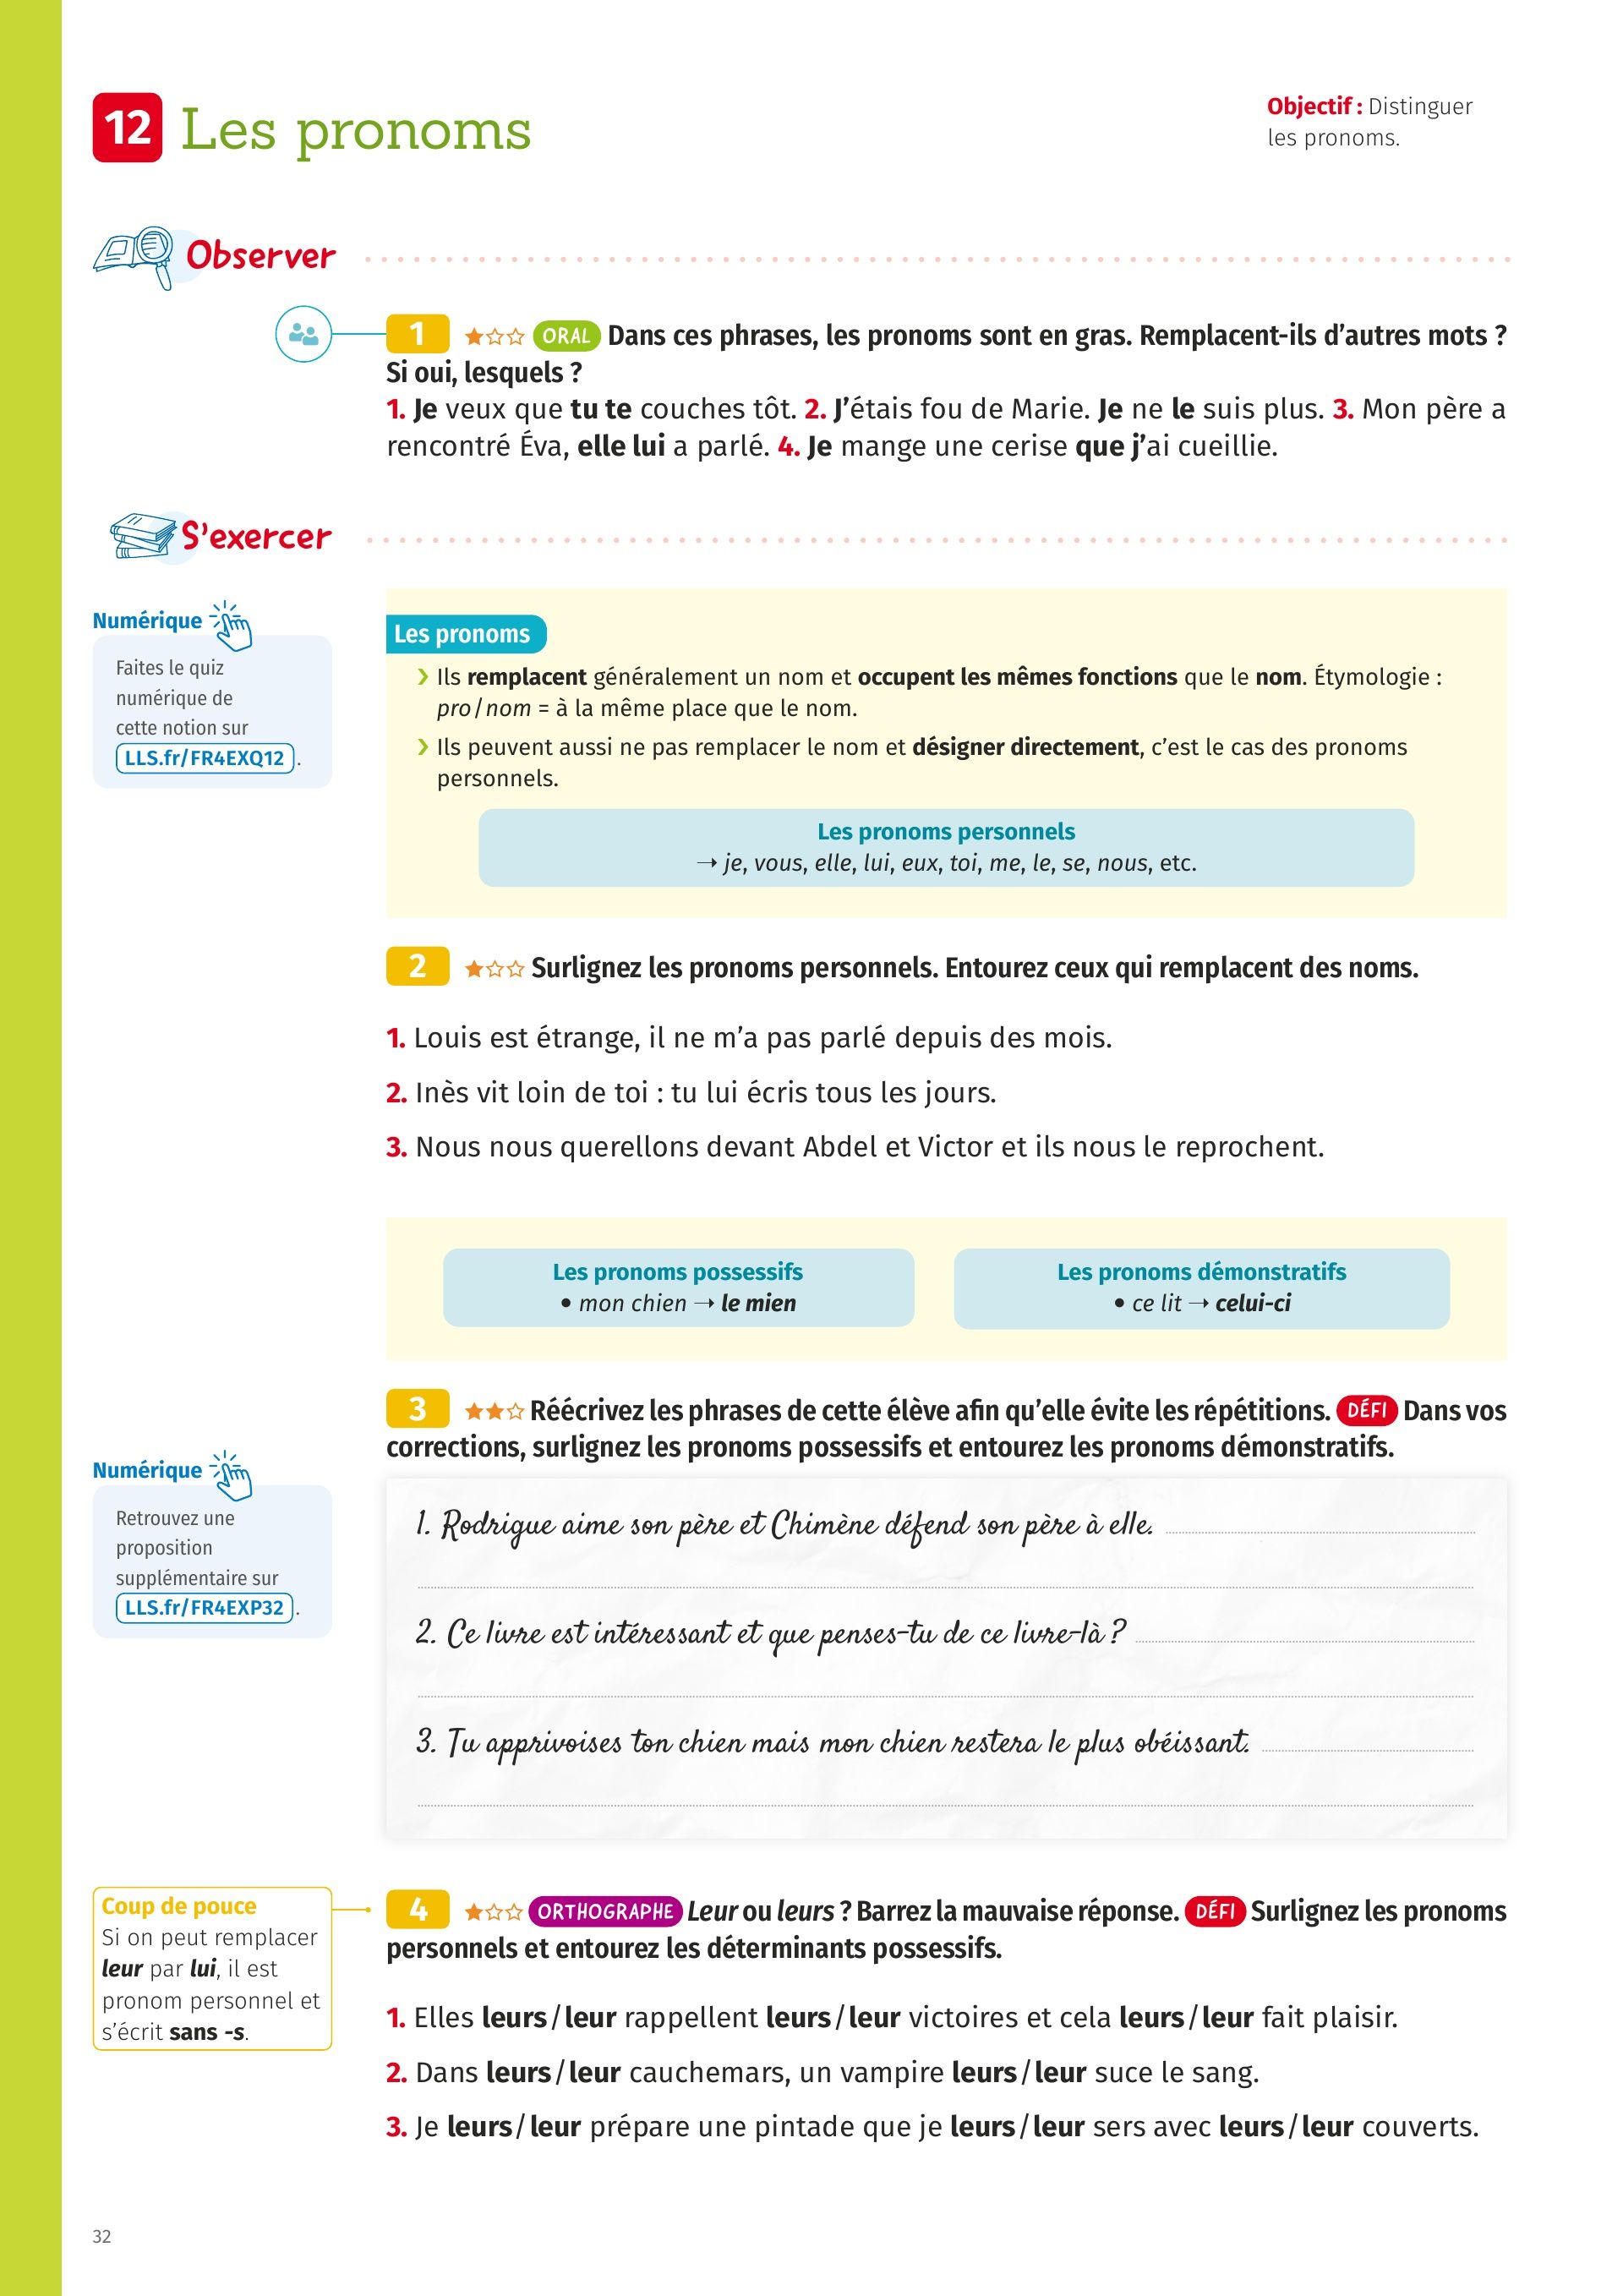 12 Les pronoms
Objectif : Distinguer
les pronoms.
Observer
1 ORAL Dans ces phrases, les pronoms sont en gras. Remplacent-ils d’autres mots ?
Si oui, lesquels ?
1. Je veux que tu te couches tôt. 2. J’étais fou de Marie. Je ne le suis plus. 3. Mon père a
rencontré Éva, elle lui a parlé. 4. Je mange une cerise que j’ai cueillie.
S’exercer
Numérique
Faites le quiz
numérique de
cette notion sur
LLS.fr/FR4EXQ12 .
Les pronoms
› Ils remplacent généralement un nom et occupent les mêmes fonctions que le nom. Étymologie :
pro/nom = à la même place que le nom.
› Ils peuvent aussi ne pas remplacer le nom et désigner directement, c’est le cas des pronoms
personnels.
Les pronoms personnels
→ je, vous, elle, lui, eux, toi, me, le, se, nous, etc.
2 Surlignez les pronoms personnels. Entourez ceux qui remplacent des noms.
1. Louis est étrange, il ne m’a pas parlé depuis des mois.
2. Inès vit loin de toi : tu lui écris tous les jours.
3. Nous nous querellons devant Abdel et Victor et ils nous le reprochent.
Les pronoms possessifs
• mon chien → le mien
Les pronoms démonstratifs
• ce lit → celui-ci
3 Réécrivez les phrases de cette élève afin qu’elle évite les répétitions. DÉFI Dans vos
corrections, surlignez les pronoms possessifs et entourez les pronoms démonstratifs.
Numérique
Retrouvez une
proposition
supplémentaire sur
LLS.fr/FR4EXP32 .
1. Rodrigue aime son père et Chimène défend son père à elle.
2. Ce livre est intéressant et que penses-tu de ce livre-là ?
3. Tu apprivoises ton chien mais mon chien restera le plus obéissant.
Coup de pouce
Si on peut remplacer
leur par lui, il est
pronom personnel et
s’écrit sans -s.
4 ORTHOGRAPHE Leur ou leurs ? Barrez la mauvaise réponse. DÉFI Surlignez les pronoms
personnels et entourez les déterminants possessifs.
1. Elles leurs/leur rappellent leurs/leur victoires et cela leurs/leur fait plaisir.
2. Dans leurs/leur cauchemars, un vampire leurs/leur suce le sang.
3. Je leurs/leur prépare une pintade que je leurs/leur sers avec leurs/leur couverts.
32